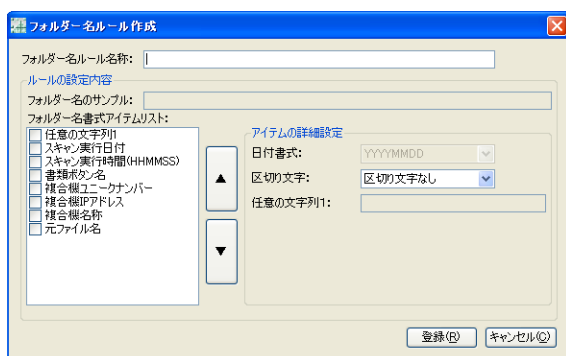 フォルダー名ルール作成
フォルダー名ルール名称:
ルールの設定内容
フォルダー名のサンプル:
フォルダー名書式アイテムリスト:
任意の文字列1
スキャン実行日付
スキャン実行時間(HHMMSS)
書類ボタン名
複合機ユニークナンバー
複合機IPアドレス
複合機名称
元ファイル名
▲
▼
アイテムの詳細設定
日付書式: YYYYMMDD
区切り文字: 区切り文字なし
任意の文字列1:
登録(R) キャンセル(C)